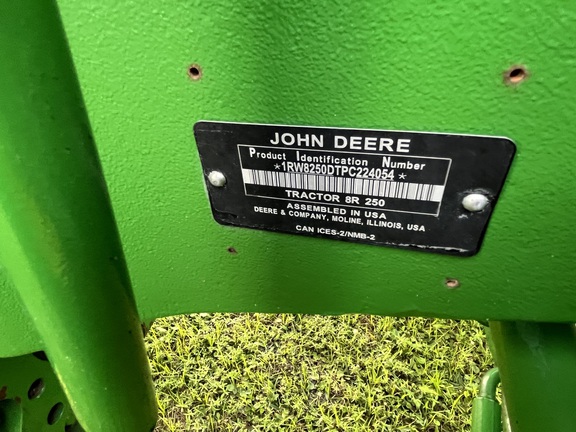 JOHN DEERE
Product Identification Number
*1RW8250DTPC224054*
TRACTOR 8R 250
ASSEMBLED IN USA
DEERE & COMPANY, MOLINE, ILLINOIS, USA
CAN ICES-2/NMB-2